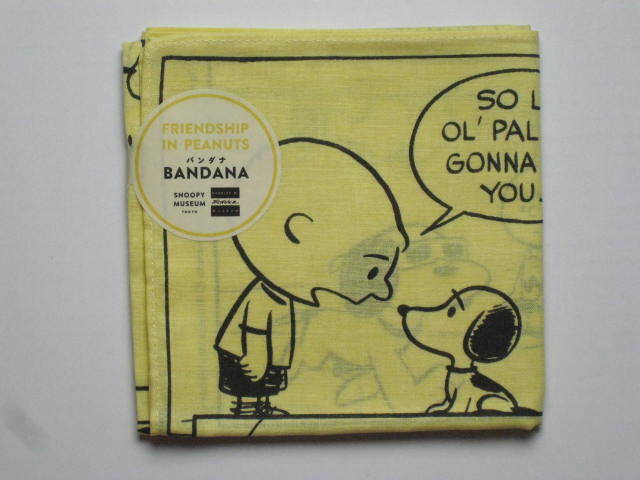 FRIENDSHIP
IN PEANUTS
バンダナ
BANDANA
SNOOPY
MUSEUM
TOKYO
SO L
OL' PAL
GONNA
YOU.